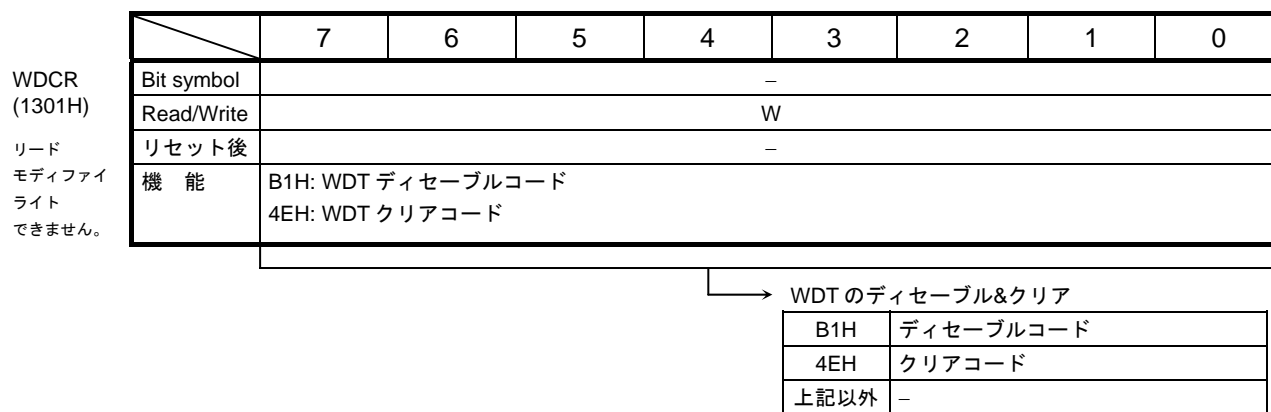 7 6 5 4 3 2 1 0
WDCR
(1301H)
リード
モディファイ
ライト
できません。
Bit symbol –
Read/Write W
リセット後 –
機 能 B1H: WDT ディセーブルコード
4EH: WDT クリアコード
WDT のディセーブル&クリア
B1H ディセーブルコード
4EH クリアコード
上記以外 –